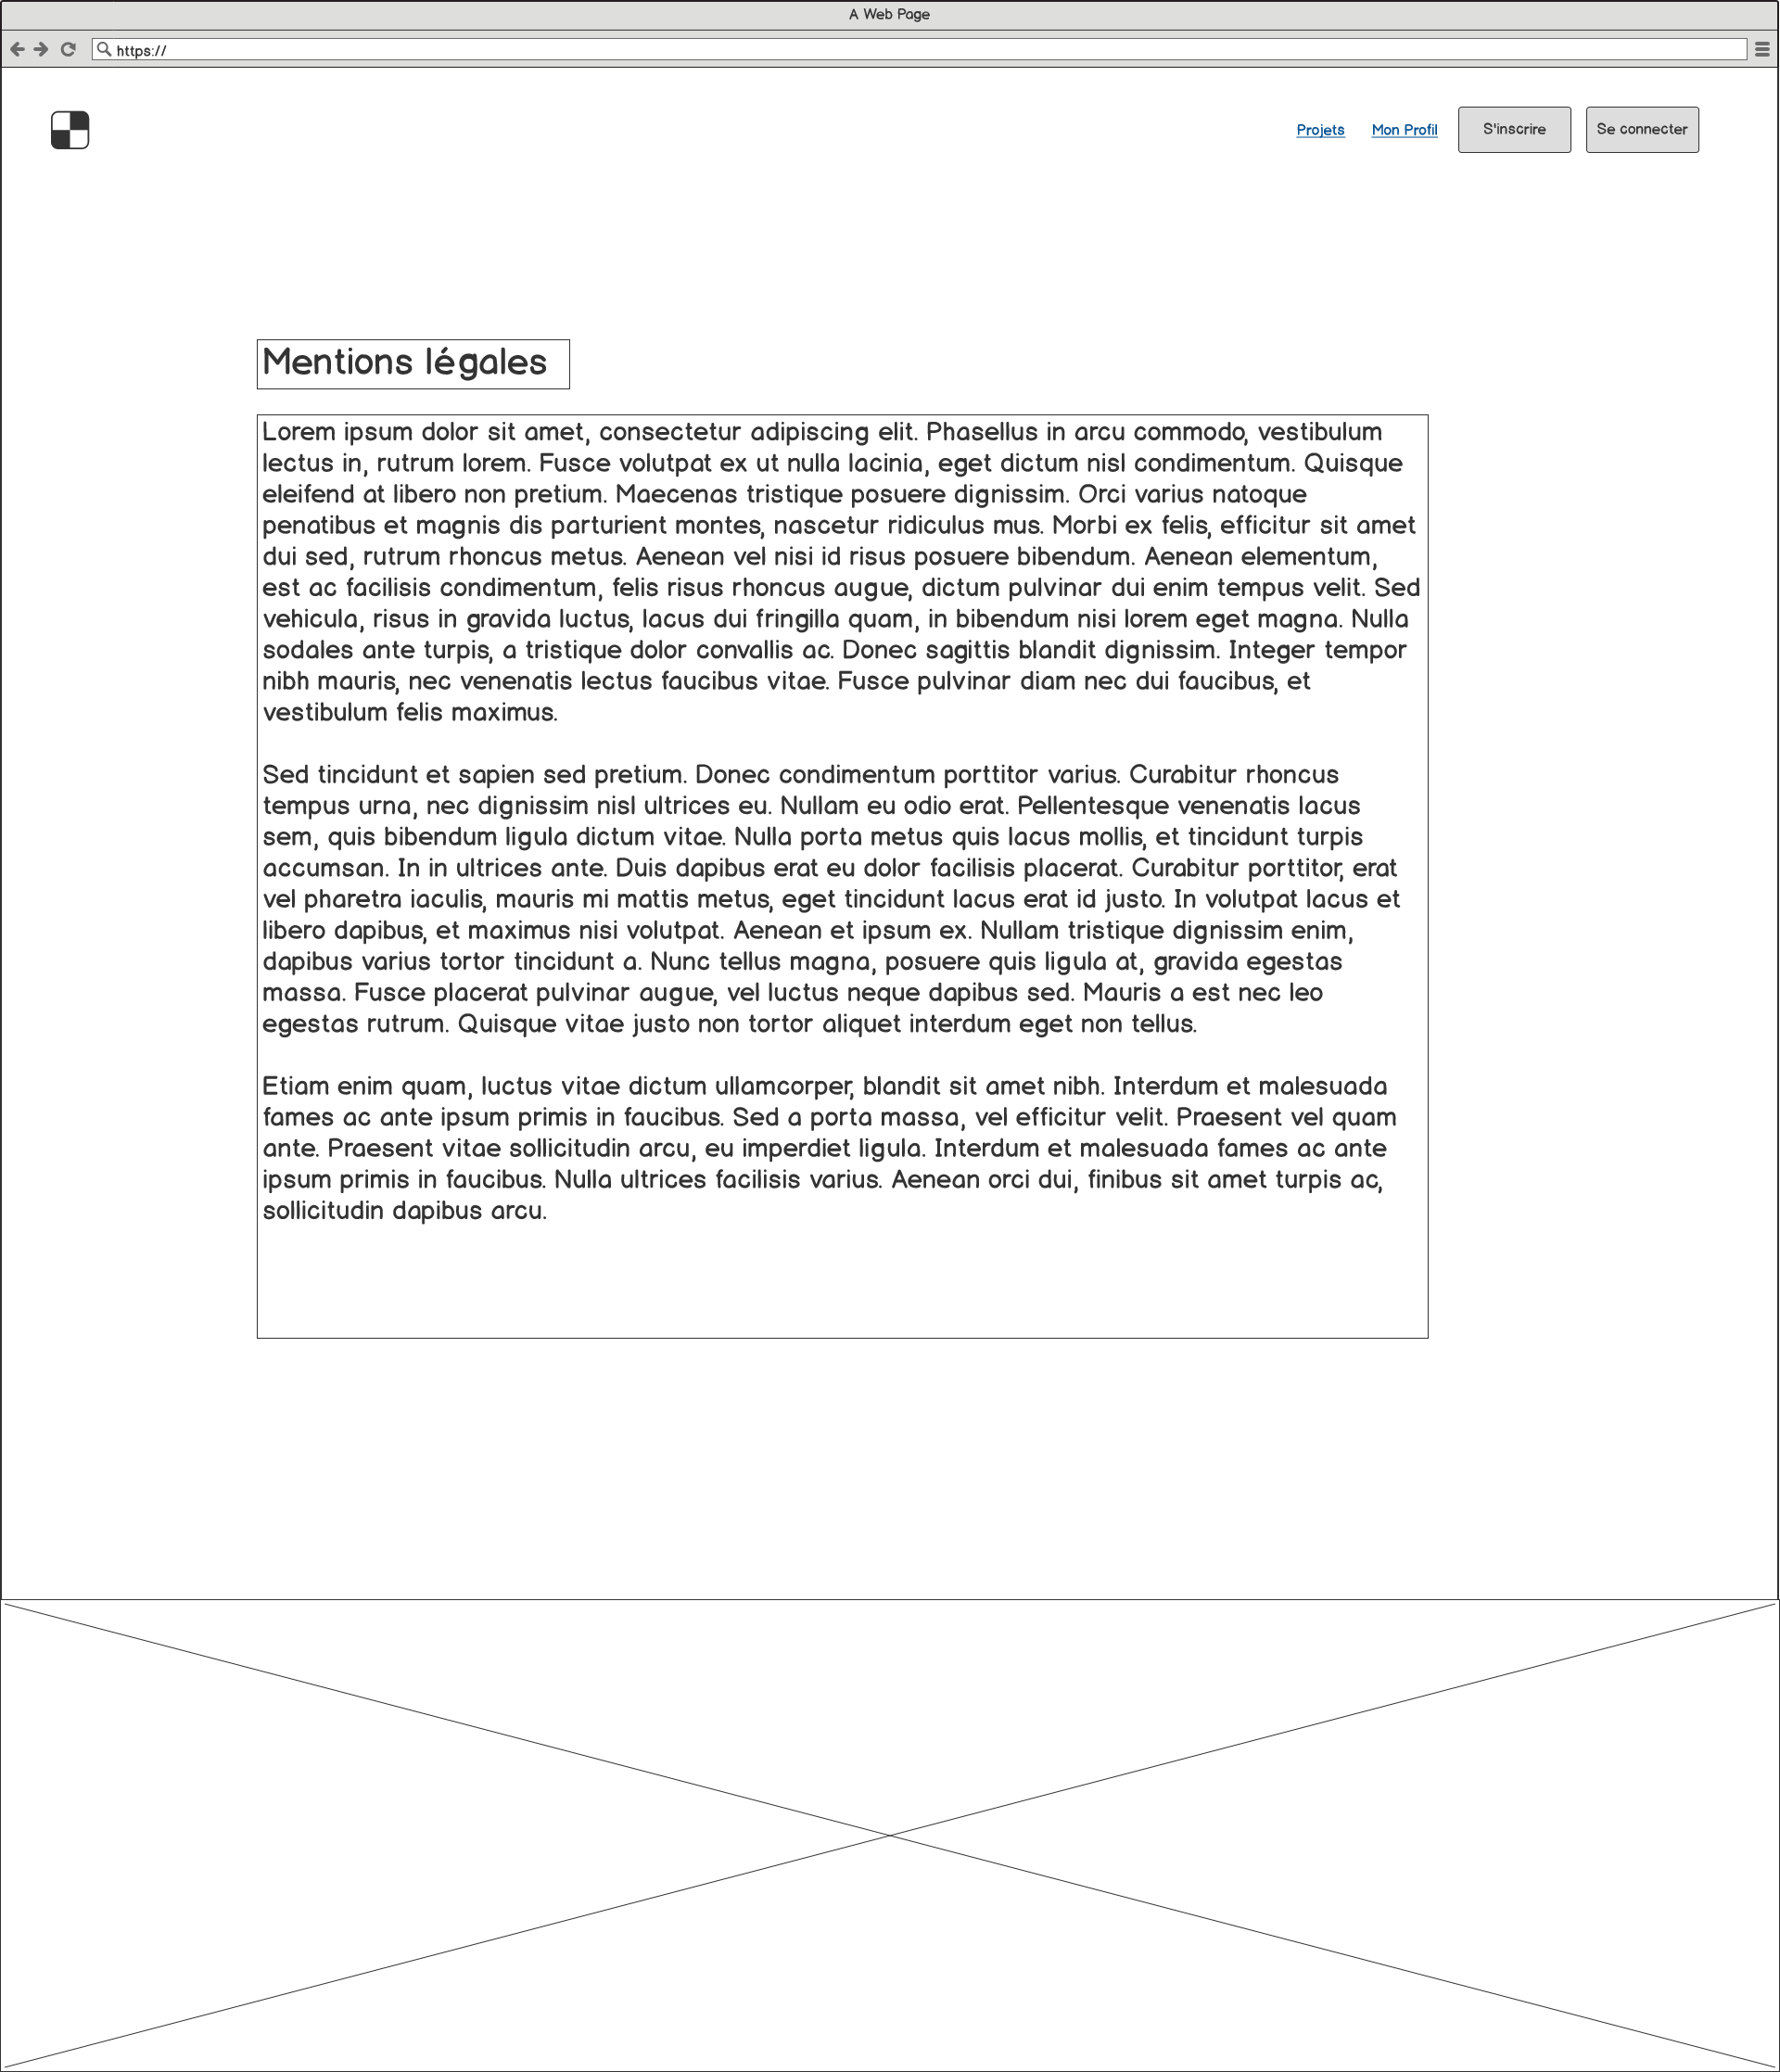 A Web Page
https://
Projets
Mon Profil
S'inscrire
Se connecter
Mentions légales
Lorem ipsum dolor sit amet, consectetur adipiscing elit. Phasellus in arcu commodo, vestibulum
lectus in, rutrum lorem. Fusce volutpat ex ut nulla lacinia, eget dictum nisl condimentum. Quisque
eleifend at libero non pretium. Maecenas tristique posuere dignissim. Orci varius natoque
penatibus et magnis dis parturient montes, nascetur ridiculus mus. Morbi ex felis, efficitur sit amet
dui sed, rutrum rhoncus metus. Aenean vel nisi id risus posuere bibendum. Aenean elementum,
est ac facilisis condimentum, felis risus rhoncus augue, dictum pulvinar dui enim tempus velit. Sed
vehicula, risus in gravida luctus, lacus dui fringilla quam, in bibendum nisi lorem eget magna. Nulla
sodales ante turpis, a tristique dolor convallis ac. Donec sagittis blandit dignissim. Integer tempor
nibh mauris, nec venenatis lectus faucibus vitae. Fusce pulvinar diam nec dui faucibus, et
vestibulum felis maximus.
Sed tincidunt et sapien sed pretium. Donec condimentum porttitor varius. Curabitur rhoncus
tempus urna, nec dignissim nisl ultrices eu. Nullam eu odio erat. Pellentesque venenatis lacus
sem, quis bibendum ligula dictum vitae. Nulla porta metus quis lacus mollis, et tincidunt turpis
accumsan. In in ultrices ante. Duis dapibus erat eu dolor facilisis placerat. Curabitur porttitor, erat
vel pharetra iaculis, mauris mi mattis metus, eget tincidunt lacus erat id justo. In volutpat lacus et
libero dapibus, et maximus nisi volutpat. Aenean et ipsum ex. Nullam tristique dignissim enim,
dapibus varius tortor tincidunt a. Nunc tellus magna, posuere quis ligula at, gravida egestas
massa. Fusce placerat pulvinar augue, vel luctus neque dapibus sed. Mauris a est nec leo
egestas rutrum. Quisque vitae justo non tortor aliquet interdum eget non tellus.
Etiam enim quam, luctus vitae dictum ullamcorper, blandit sit amet nibh. Interdum et malesuada
fames ac ante ipsum primis in faucibus. Sed a porta massa, vel efficitur velit. Praesent vel quam
ante. Praesent vitae sollicitudin arcu, eu imperdiet ligula. Interdum et malesuada fames ac ante
ipsum primis in faucibus. Nulla ultrices facilisis varius. Aenean orci dui, finibus sit amet turpis ac,
sollicitudin dapibus arcu.